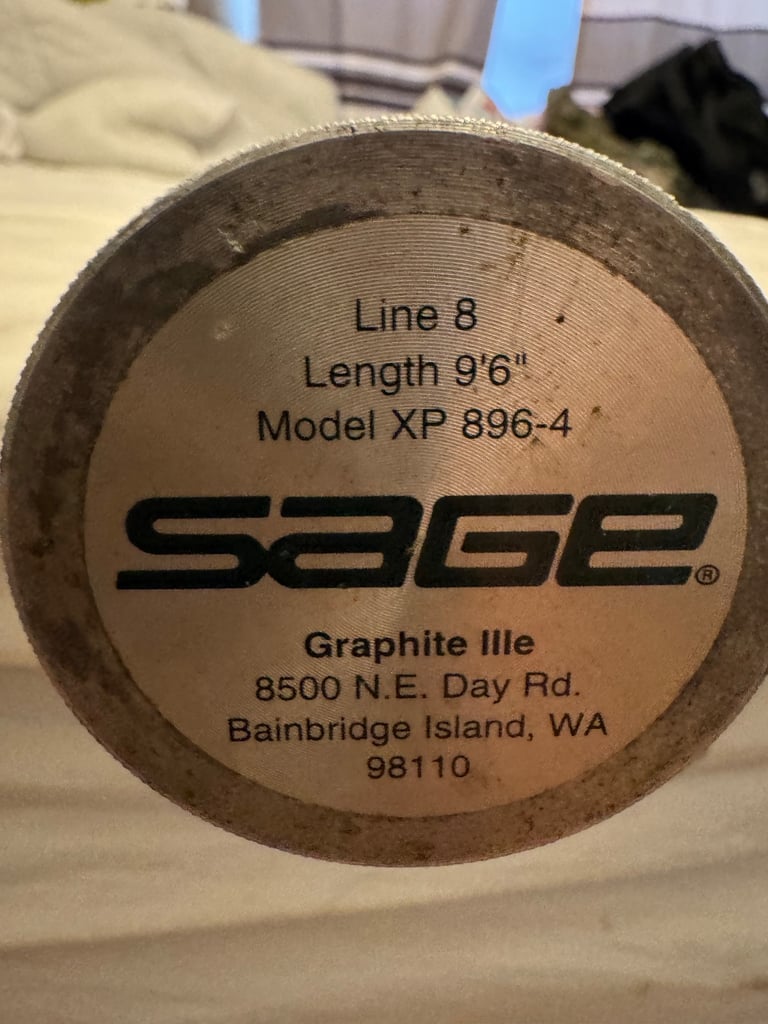 Line 8
Length 9'6"
Model XP 896-4
SAGE®
Graphite IIIe
8500 N.E. Day Rd.
Bainbridge Island, WA
98110